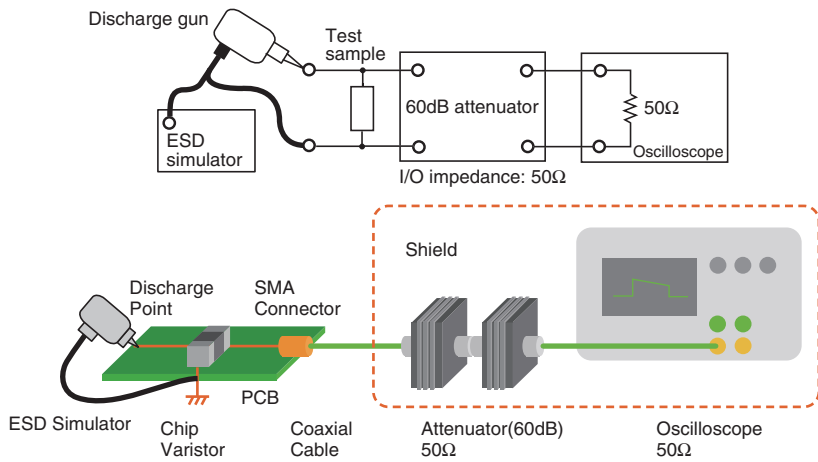 Discharge gun
Test
sample
ESD
simulator
60dB attenuator
50Ω
Oscilloscope
I/O impedance: 50Ω
Shield
Discharge
Point
SMA
Connector
PCB
ESD Simulator
Chip
Varistor
Coaxial
Cable
Attenuator(60dB)
50Ω
Oscilloscope
50Ω